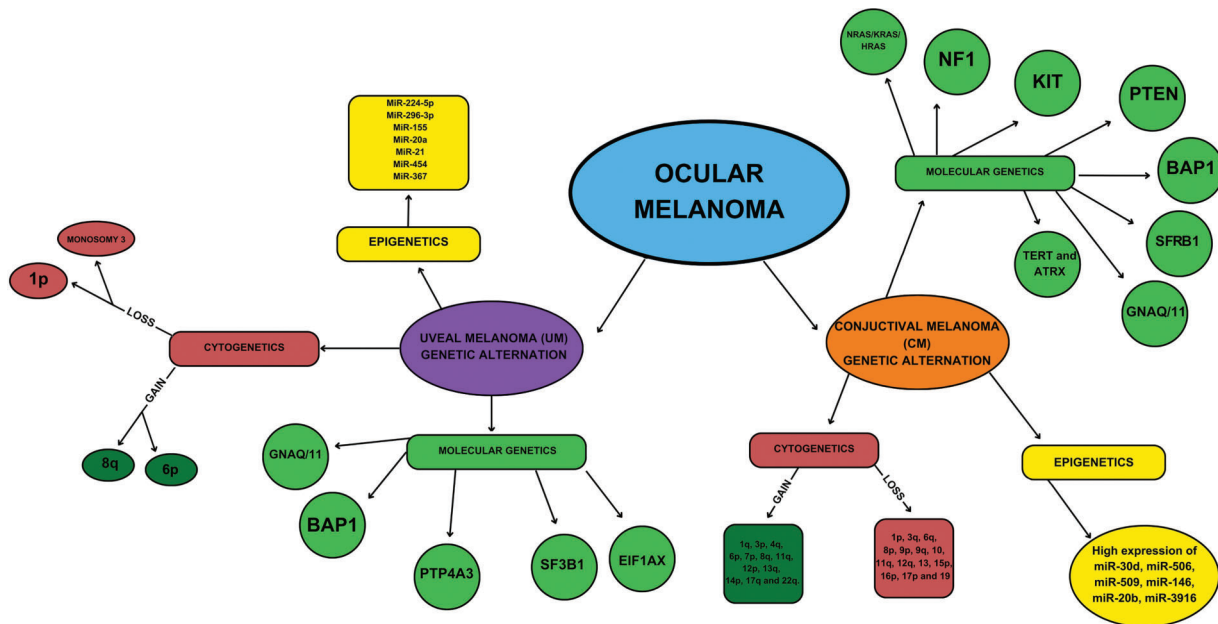 OCULAR
MELANOMA
UVEAL MELANOMA (UM)
GENETIC ALTERNATION
EPIGENETICS
MiR-224-5p
MiR-296-3p
MiR-155
MiR-20a
MiR-21
MiR-454
MiR-367
CYTOGENETICS
LOSS
MONOSOMY 3
1p
GAIN
8q
6p
MOLECULAR GENETICS
GNAQ/11
BAP1
PTP4A3
SF3B1
EIF1AX
CONJUCTIVAL MELANOMA
(CM)
GENETIC ALTERNATION
MOLECULAR GENETICS
NRAS/KRAS/
HRAS
NF1
KIT
PTEN
BAP1
SFRB1
GNAQ/11
TERT and
ATRX
CYTOGENETICS
GAIN
1q, 3p, 4q,
6p, 7p, 8q, 11q,
12p, 13q,
14p, 17q and 22q.
LOSS
1p, 3q, 6q,
8p, 9p, 9q, 10,
11q, 12q, 13, 15p,
16p, 17p and 19
EPIGENETICS
High expression of
miR-30d, miR-506,
miR-509, miR-146,
miR-20b, miR-3916